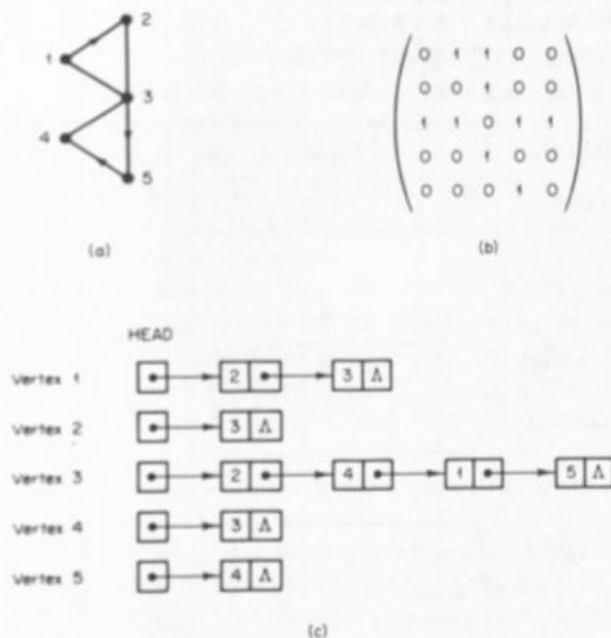 2
1
3
4
5
(a)
0 1 1 0 0
0 0 1 0 0
1 1 0 1 1
0 0 1 0 0
0 0 0 1 0
(b)
HEAD
Vertex 1 2 3 Λ
Vertex 2 3 Λ
Vertex 3 2 4 1 5 Λ
Vertex 4 3 Λ
Vertex 5 4 Λ
(c)